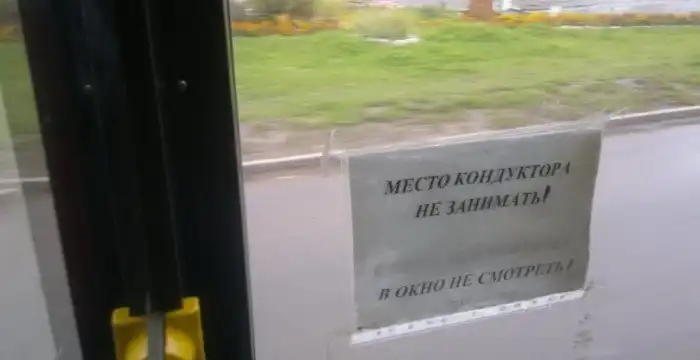 МЕСТО КОНДУКТОРА
НЕ ЗАНИМАТЬ!
В ОКНО НЕ СМОТРЕТЬ!